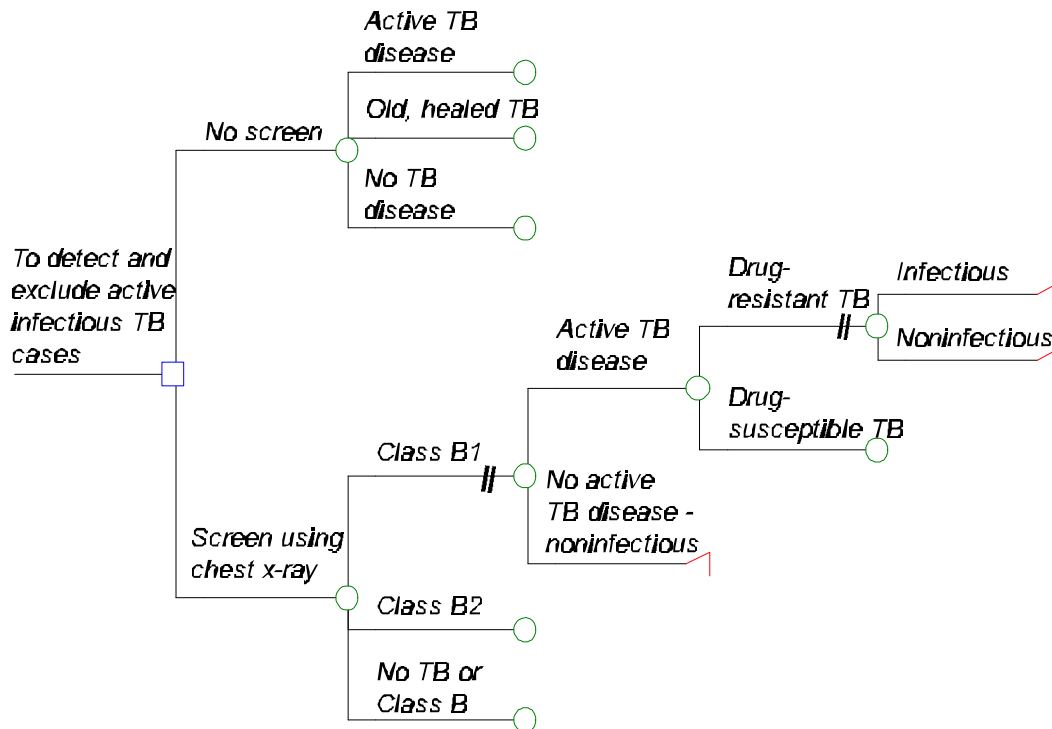 Active TB
disease
Old, healed TB
No screen
No TB
disease
To detect and
exclude active
infectious TB
cases
Drug-
resistant TB
Infectious
Noninfectious
Active TB
disease
Drug-
susceptible TB
Class B1
No active
TB disease -
noninfectious
Screen using
chest x-ray
Class B2
No TB or
Class B